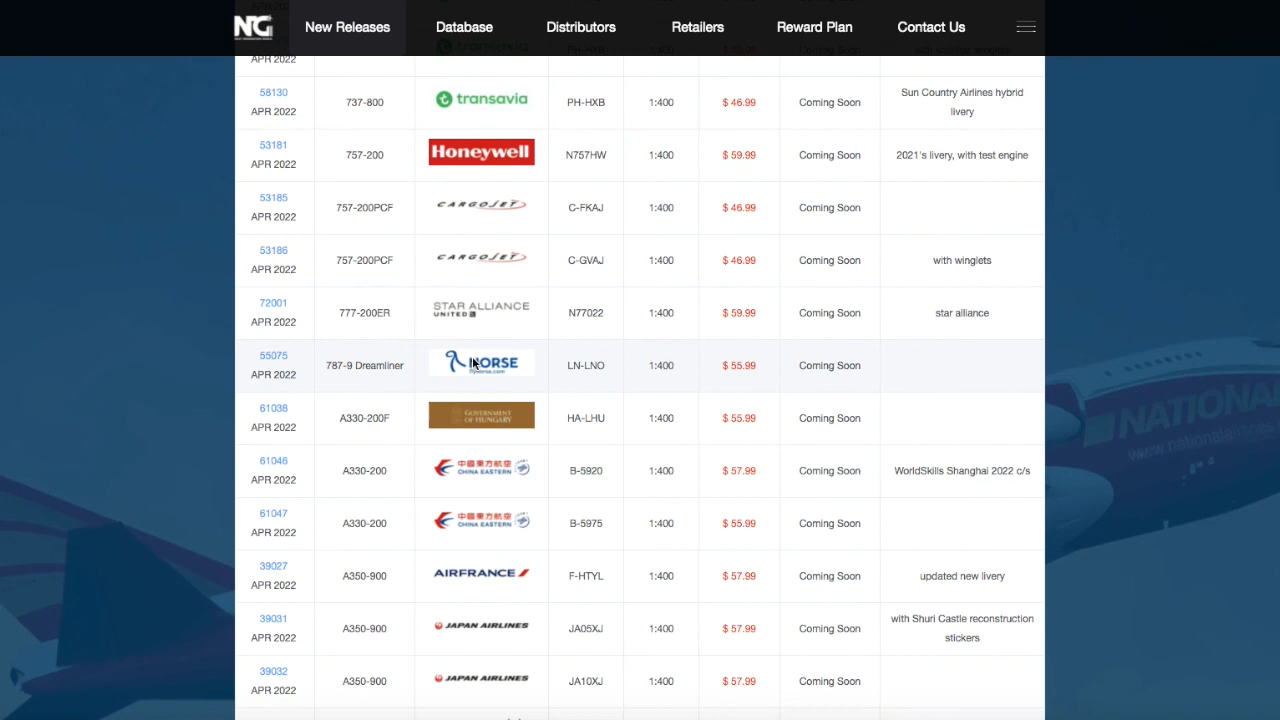 NG
New Releases
Database
Distributors
Retailers
Reward Plan
Contact Us
APR 2022
58130
APR 2022
737-800
transavia
PH-HXB
1:400
$ 46.99
Coming Soon
Sun Country Airlines hybrid
livery
53181
APR 2022
757-200
Honeywell
N757HW
1:400
$ 59.99
Coming Soon
2021's livery, with test engine
53185
APR 2022
757-200PCF
CARGOJET
C-FKAJ
1:400
$ 46.99
Coming Soon
53186
APR 2022
757-200PCF
CARGOJET
C-GVAJ
1:400
$ 46.99
Coming Soon
with winglets
72001
APR 2022
777-200ER
STAR ALLIANCE
UNITED
N77022
1:400
$ 59.99
Coming Soon
star alliance
55075
APR 2022
787-9 Dreamliner
NORSE
flynorse.com
LN-LNO
1:400
$ 55.99
Coming Soon
61038
APR 2022
A330-200F
GOVERNMENT
OF HUNGARY
HA-LHU
1:400
$ 55.99
Coming Soon
61046
APR 2022
A330-200
中國東方航空
CHINA EASTERN
B-5920
1:400
$ 57.99
Coming Soon
WorldSkills Shanghai 2022 c/s
61047
APR 2022
A330-200
中國東方航空
CHINA EASTERN
B-5975
1:400
$ 55.99
Coming Soon
39027
APR 2022
A350-900
AIRFRANCE
F-HTYL
1:400
$ 57.99
Coming Soon
updated new livery
39031
APR 2022
A350-900
JAPAN AIRLINES
JA05XJ
1:400
$ 57.99
Coming Soon
with Shuri Castle reconstruction
stickers
39032
APR 2022
A350-900
JAPAN AIRLINES
JA10XJ
1:400
$ 57.99
Coming Soon
NATIONAL